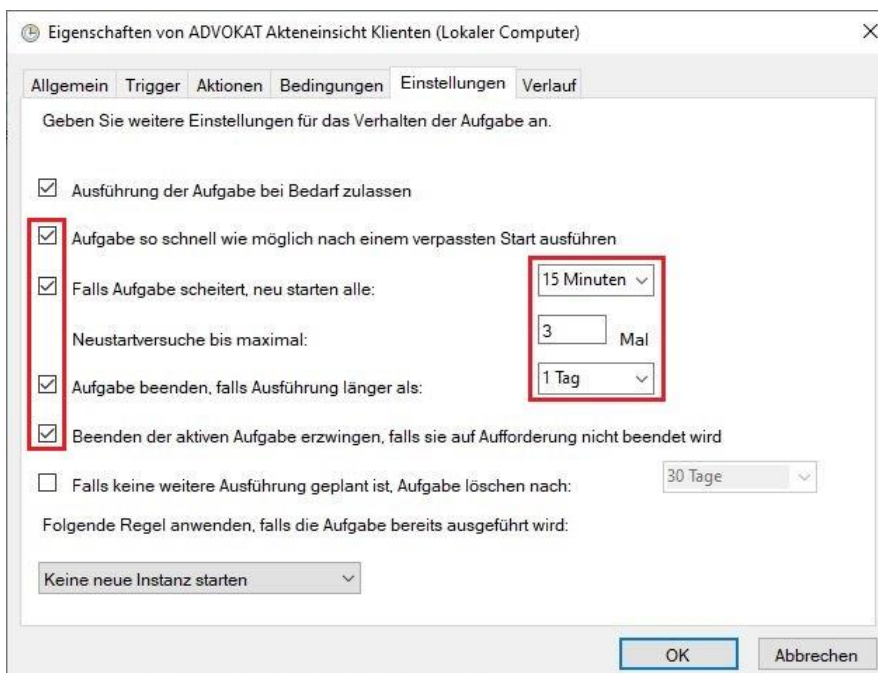 Eigenschaften von ADVOKAT Akteneinsicht Klienten (Lokaler Computer)
Allgemein Trigger Aktionen Bedingungen Einstellungen Verlauf
Geben Sie weitere Einstellungen für das Verhalten der Aufgabe an.
Ausführung der Aufgabe bei Bedarf zulassen
Aufgabe so schnell wie möglich nach einem verpassten Start ausführen
Falls Aufgabe scheitert, neu starten alle: 15 Minuten
Neustartversuche bis maximal: 3 Mal
Aufgabe beenden, falls Ausführung länger als: 1 Tag
Beenden der aktiven Aufgabe erzwingen, falls sie auf Aufforderung nicht beendet wird
Falls keine weitere Ausführung geplant ist, Aufgabe löschen nach: 30 Tage
Folgende Regel anwenden, falls die Aufgabe bereits ausgeführt wird:
Keine neue Instanz starten
OK Abbrechen